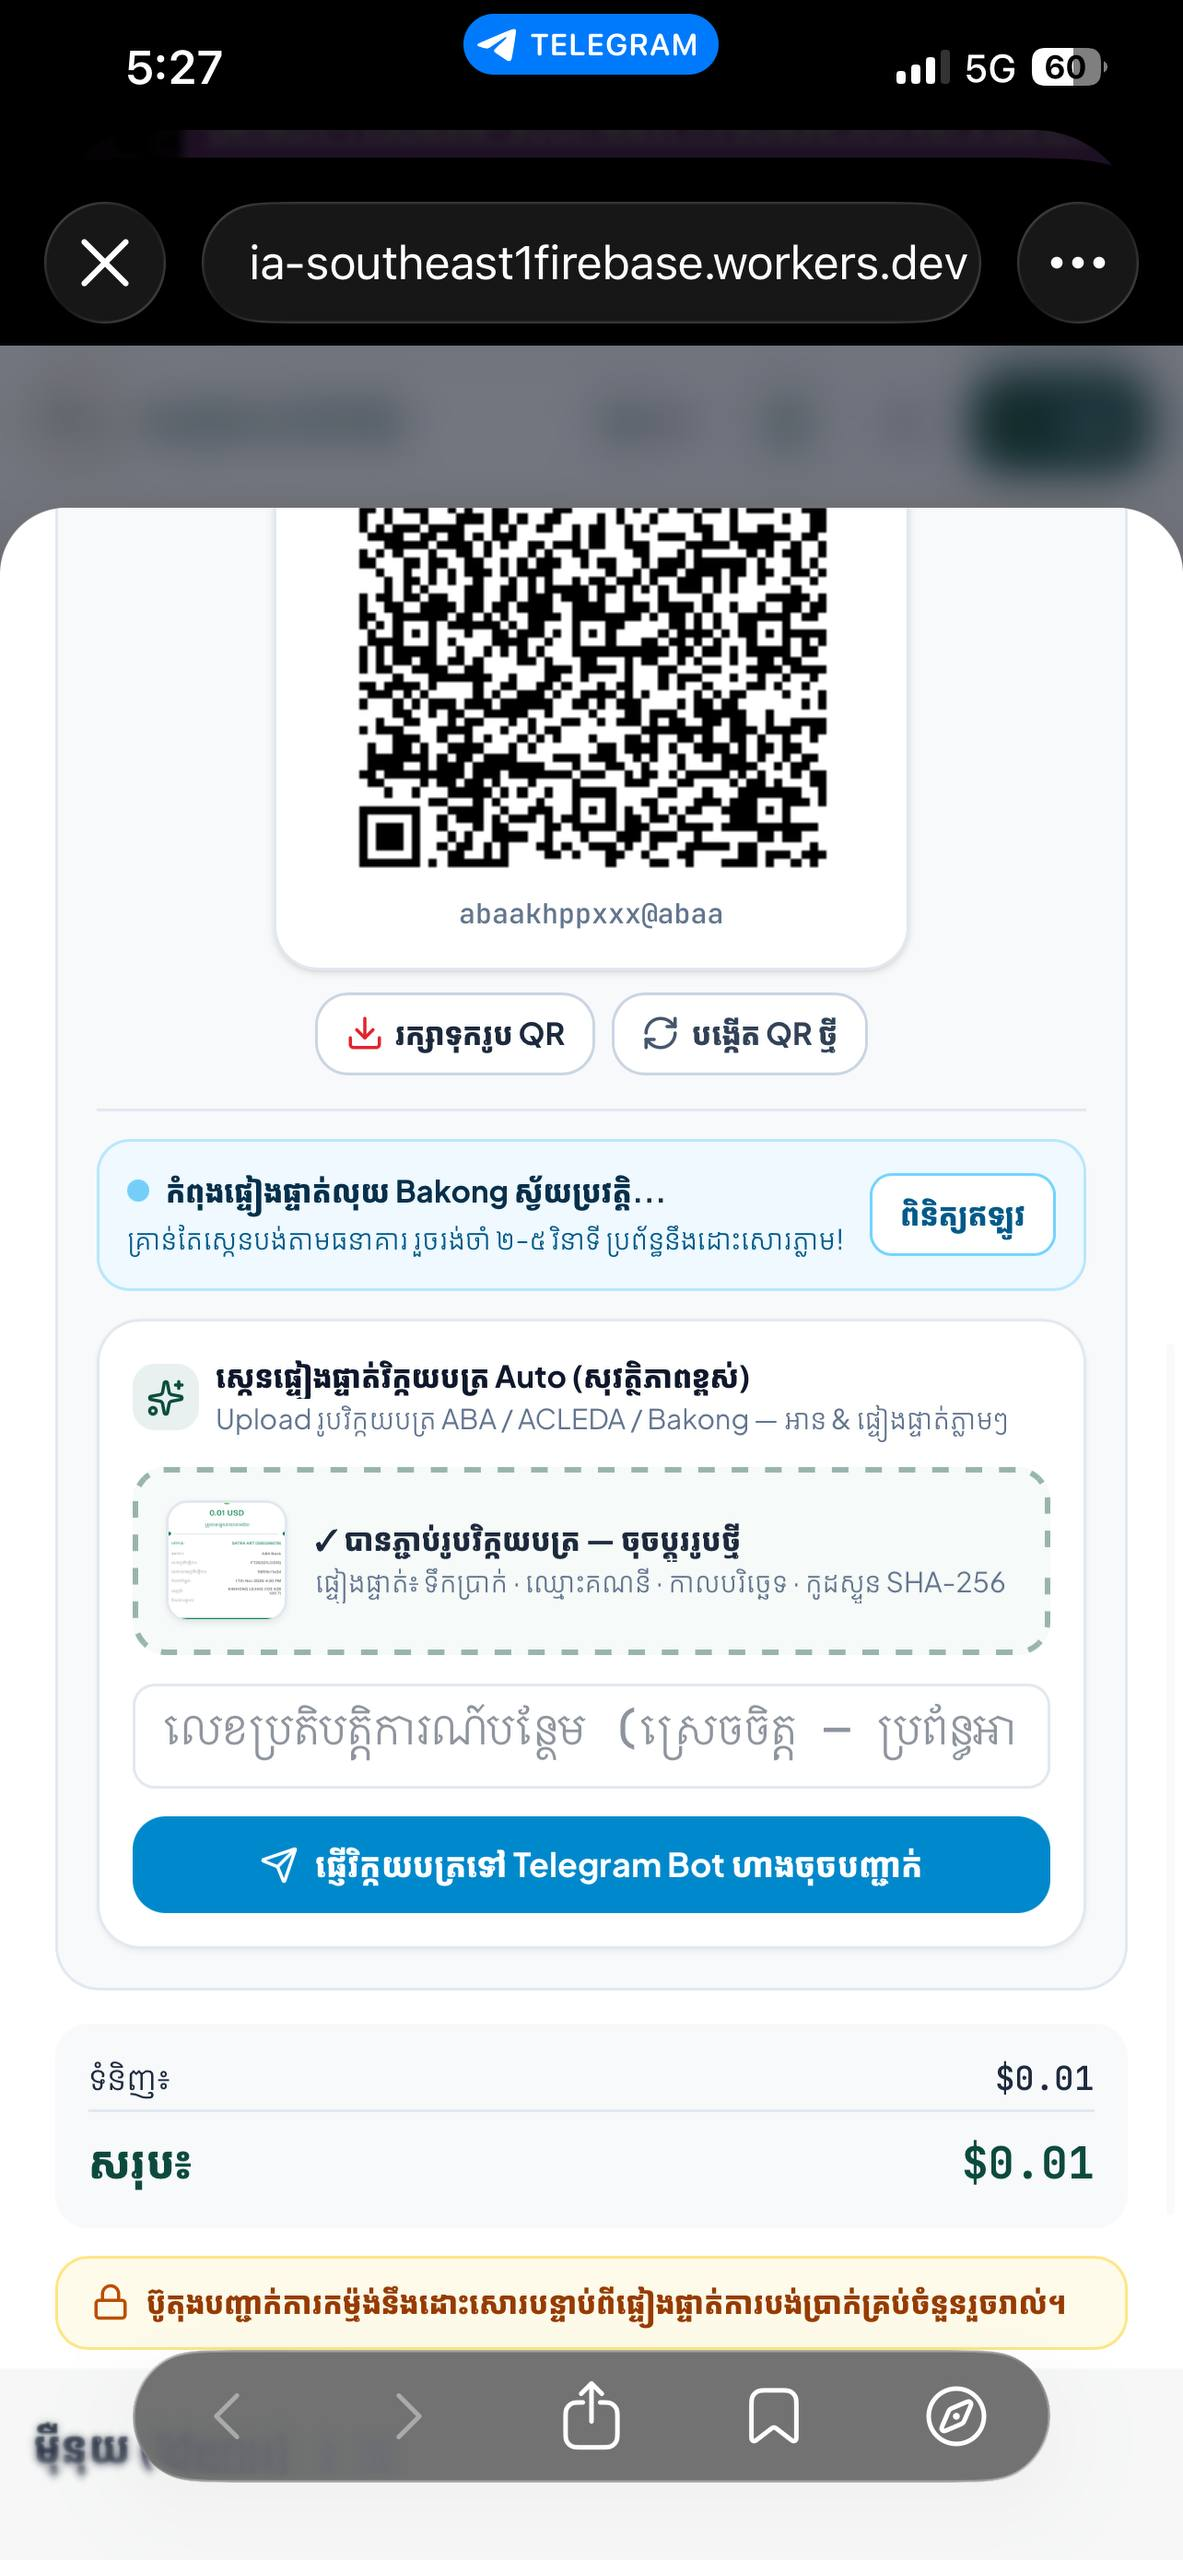 5:27
TELEGRAM
5G
60
ia-southeast1firebase.workers.dev
abaakhppxxx@abaa
រក្សាទុករូប QR
បង្កើត QR ថ្មី
កំពុងផ្ទៀងផ្ទាត់លុយ Bakong ស្វ័យប្រវត្តិ...
គ្រាន់តែស្កេនបង់តាមធនាគារ រួចរង់ចាំ ២-៥ វិនាទី ប្រព័ន្ធនឹងដោះសោរភ្លាម!
ពិនិត្យឥឡូវ
ស្កេនផ្ទៀងផ្ទាត់វិក្កយបត្រ Auto (សុវត្ថិភាពខ្ពស់)
Upload រូបវិក្កយបត្រ ABA / ACLEDA / Bakong — អាន & ផ្ទៀងផ្ទាត់ភ្លាមៗ
0.01 USD
✓ បានភ្ជាប់រូបវិក្កយបត្រ — ចុចប្តូររូបថ្មី
ផ្ទៀងផ្ទាត់៖ ទឹកប្រាក់ · ឈ្មោះគណនី · កាលបរិច្ឆេទ · កូដស្ទួន SHA-256
លេខប្រតិបត្តិការណ៍បន្ថែម (ស្រេចចិត្ត – ប្រព័ន្ធអា
ផ្ញើវិក្កយបត្រទៅ Telegram Bot ហាងចុចបញ្ជាក់
ទំនិញ៖
$0.01
សរុប៖
$0.01
ប៊ូតុងបញ្ជាក់ការកម្ម៉ង់នឹងដោះសោរបន្ទាប់ពីផ្ទៀងផ្ទាត់ការបង់ប្រាក់គ្រប់ចំនួនរួចរាល់។
ម៉ឺនុយ